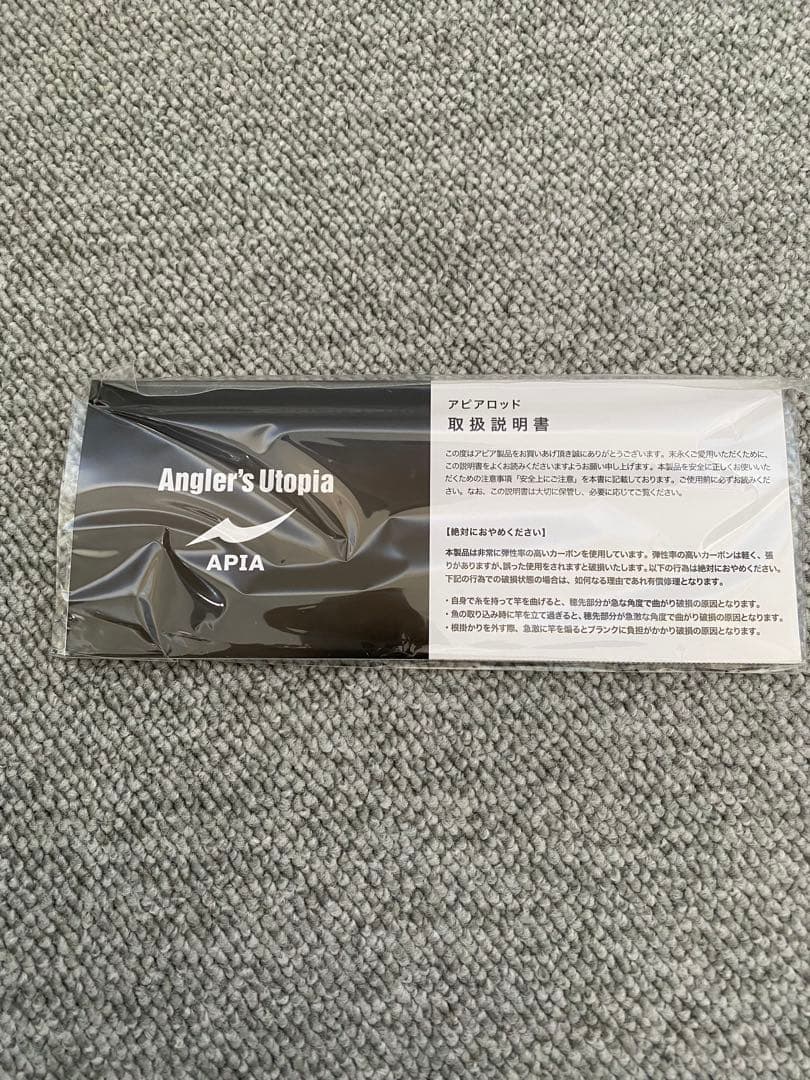 Angler's Utopia
APIA
アピアロッド
取扱説明書
この度はアピア製品をお買いあげ頂き誠にありがとうございます。末永くご愛用いただくために、
この説明書をよくお読みくださいますようお願い申し上げます。本製品を安全に正しくお使いいた
だくための注意事項「安全上にご注意」を本書に記載しております。ご使用前に必ずお読みくださ
い。なお、この説明書は大切に保管し、必要に応じてご覧ください。
【絶対におやめください】
本製品は非常に弾性率の高いカーボンを使用しています。弾性率の高いカーボンは軽く、張
りがありますが、誤った使用をされますと破損いたします。以下の行為は絶対におやめください。
下記の行為での破損状態の場合は、如何なる理由であれ有償修理となります。
・自身で糸を持って竿を曲げると、穂先部分が急な角度で曲がり破損の原因となります。
・魚の取り込み時に竿を立て過ぎると、穂先部分が急激な角度で曲がり破損の原因となります。
・根掛かりを外す際、急激に竿を煽るとブランクに負担がかかり破損の原因となります。